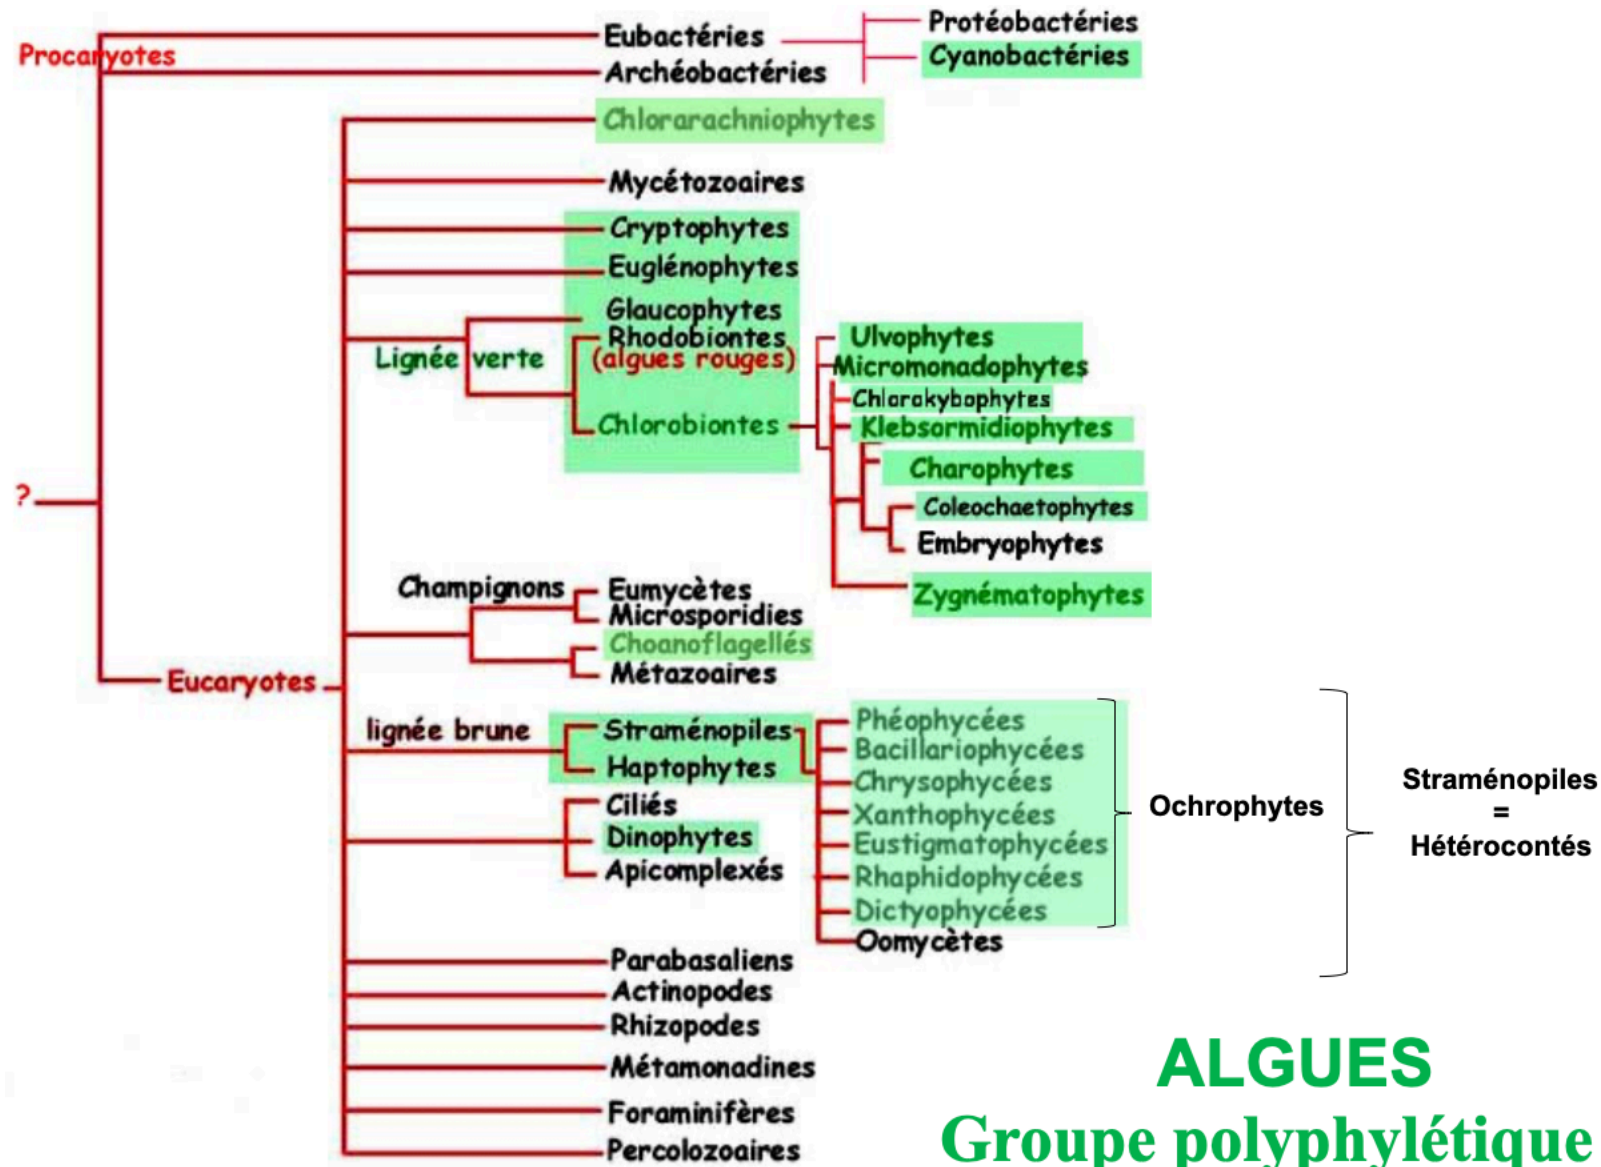 Procaryotes
Eubactéries
Archéobactéries
Protéobactéries
Cyanobactéries
Chlorarachniophytes
Mycétozoaires
Cryptophytes
Euglénophytes
Glaucophytes
Rhodobiontes
(algues rouges)
Lignée verte
Chlorobiontes
Ulvophytes
Micromonadophytes
Chlorokybophytes
Klebsormidiophytes
Charophytes
Coleochaetophytes
Embryophytes
Zygnématophytes
?
Champignons
Eumycètes
Microsporidies
Choanoflagellés
Métazoaires
Eucaryotes
lignée brune
Straménopiles
Haptophytes
Phéophycées
Bacillariophycées
Chrysophycées
Xanthophycées
Eustigmatophycées
Rhaphidophycées
Dictyophycées
Oomycètes
Ochrophytes
Straménopiles
=
Hétérocontés
Ciliés
Dinophytes
Apicomplexés
Parabasaliens
Actinopodes
Rhizopodes
Métamonadines
Foraminifères
Percolozoaires
ALGUES
Groupe polyphylétique